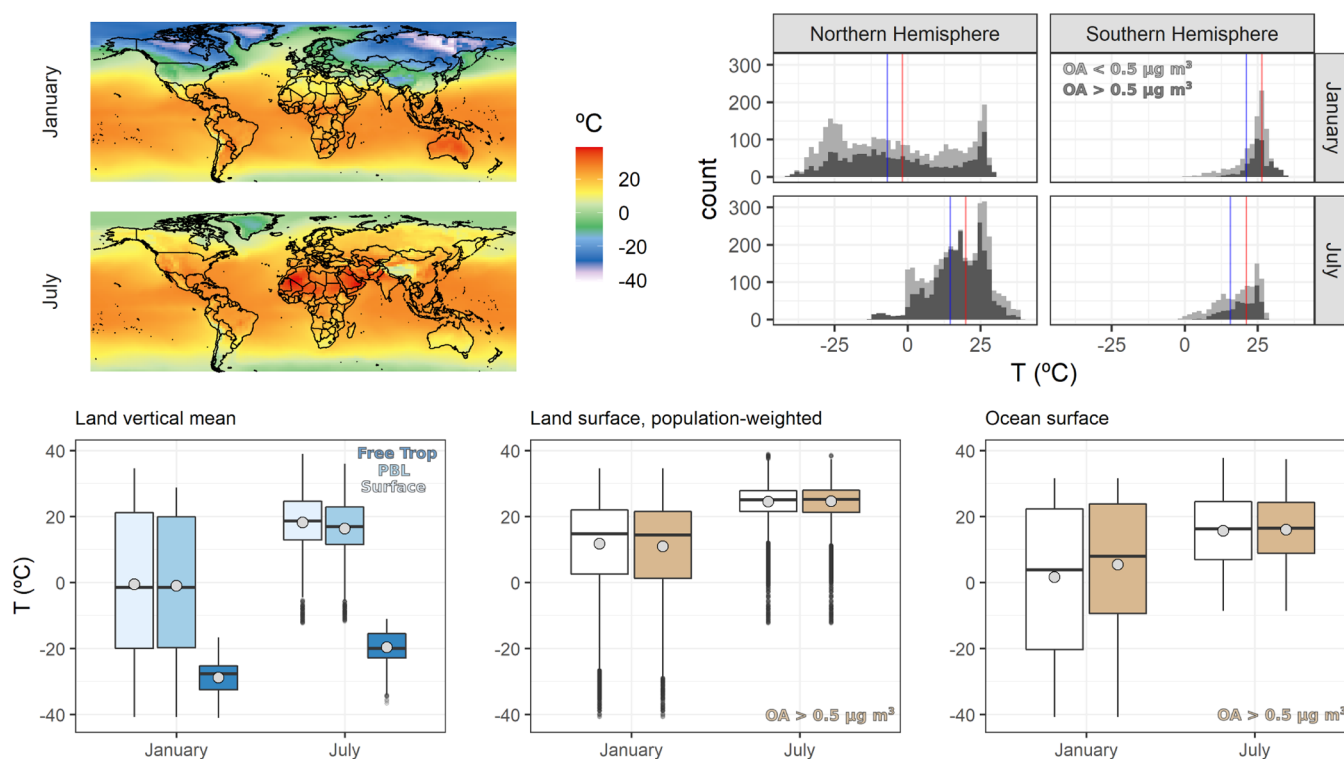 January
July
ºC
20
0
-20
-40
Northern Hemisphere
Southern Hemisphere
OA < 0.5 µg m³
OA > 0.5 µg m³
January
July
count
300
200
100
0
300
200
100
0
-25
0
25
-25
0
25
T (ºC)
Land vertical mean
Free Trop
PBL
Surface
T (ºC)
40
20
0
-20
-40
January
July
Land surface, population-weighted
40
20
0
-20
-40
OA > 0.5 µg m³
January
July
Ocean surface
40
20
0
-20
-40
OA > 0.5 µg m³
January
July